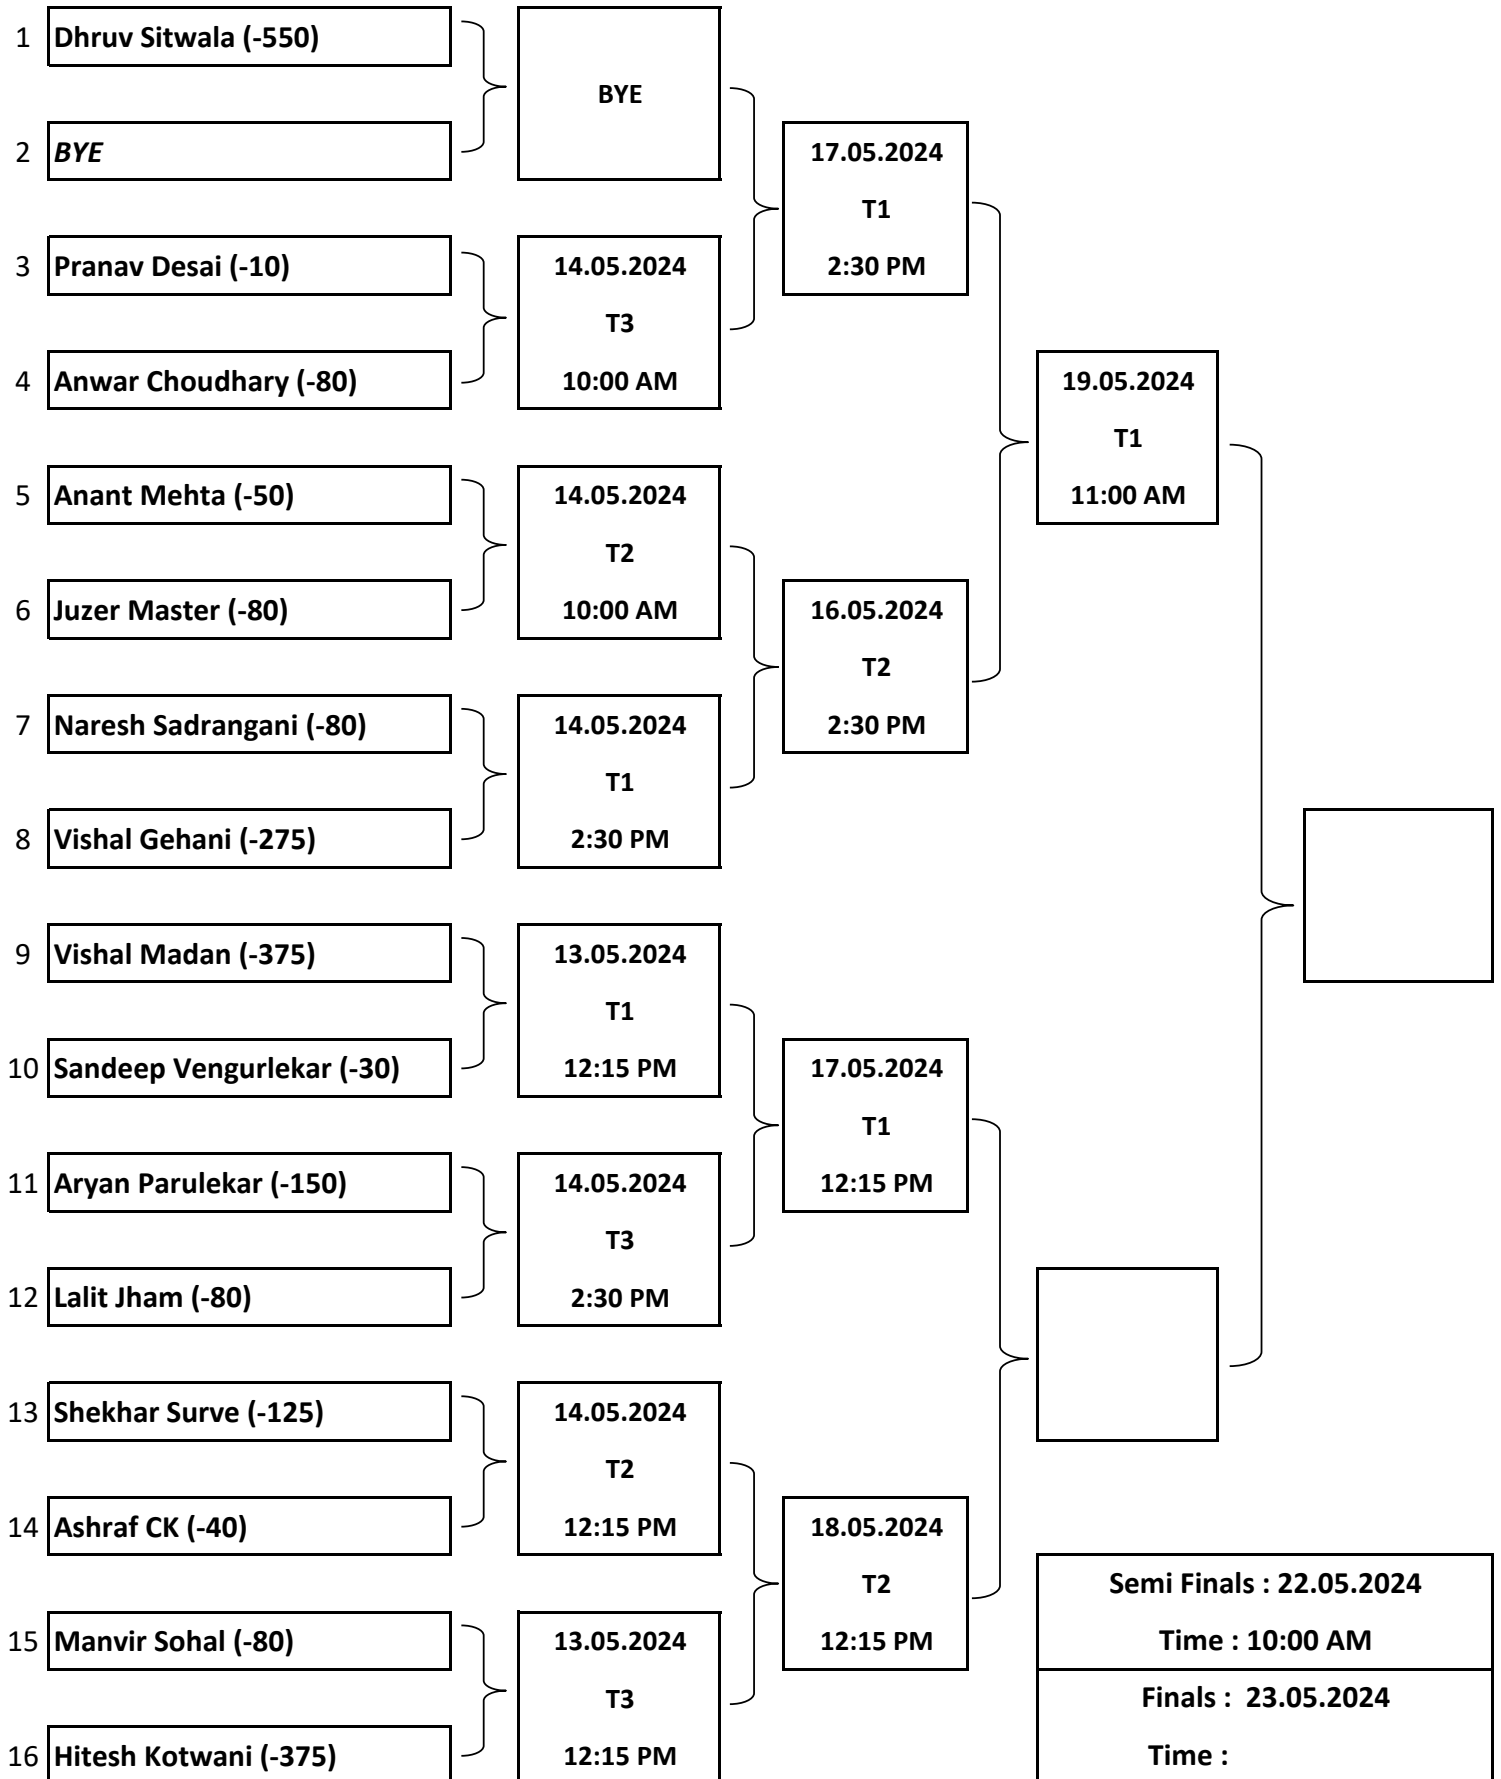 1 Dhruv Sitwala (-550)
BYE
2 BYE
17.05.2024
T1
2:30 PM
3 Pranav Desai (-10)
14.05.2024
T3
10:00 AM
4 Anwar Choudhary (-80)
19.05.2024
T1
11:00 AM
5 Anant Mehta (-50)
14.05.2024
T2
10:00 AM
6 Juzer Master (-80)
16.05.2024
T2
2:30 PM
7 Naresh Sadrangani (-80)
14.05.2024
T1
2:30 PM
8 Vishal Gehani (-275)
9 Vishal Madan (-375)
13.05.2024
T1
12:15 PM
10 Sandeep Vengurlekar (-30)
17.05.2024
T1
12:15 PM
11 Aryan Parulekar (-150)
14.05.2024
T3
2:30 PM
12 Lalit Jham (-80)
13 Shekhar Surve (-125)
14.05.2024
T2
12:15 PM
14 Ashraf CK (-40)
18.05.2024
T2
12:15 PM
15 Manvir Sohal (-80)
13.05.2024
T3
12:15 PM
16 Hitesh Kotwani (-375)
Semi Finals : 22.05.2024
Time : 10:00 AM
Finals : 23.05.2024
Time :